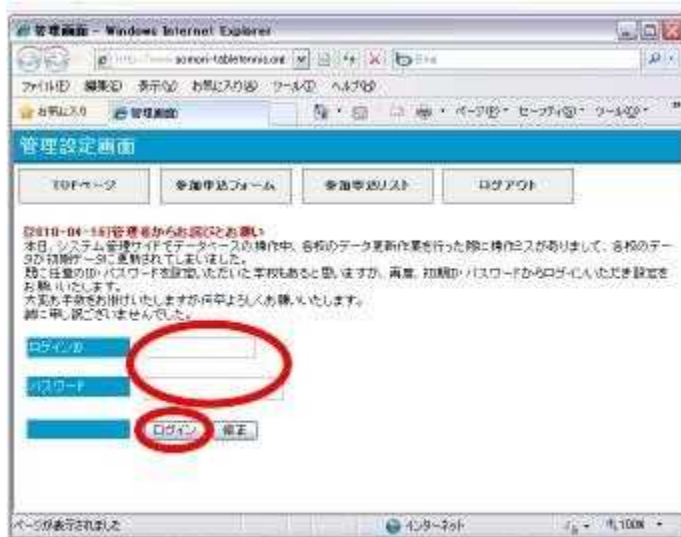 管理画面 - Windows Internet Explorer
ファイル(F) 編集(E) 表示(V) お気に入り(A) ツール(T) ヘルプ(H)
お気に入り 管理画面 ページ(P) セーフティ(S) ツール(O)
管理設定画面
TOPページ 参加申込フォーム 参加申込リスト ログアウト
[2010-04-16]管理者からお詫びとお願い
本日、システム管理サイドでデータベースの操作中、各校のデータ更新作業を行った際に操作ミスがありまして、各校のデー
タが初期データに更新されてしまいました。
既に任意のID・パスワードを設定いただいた学校もあると思いますが、再度、初期ID・パスワードからログインいただき設定を
お願いいたします。
大変お手数をお掛けいたしますが何卒よろしくお願いいたします。
誠に申し訳ございませんでした。
ログインID
パスワード
ログイン 修正
ページが表示されました インターネット 100%